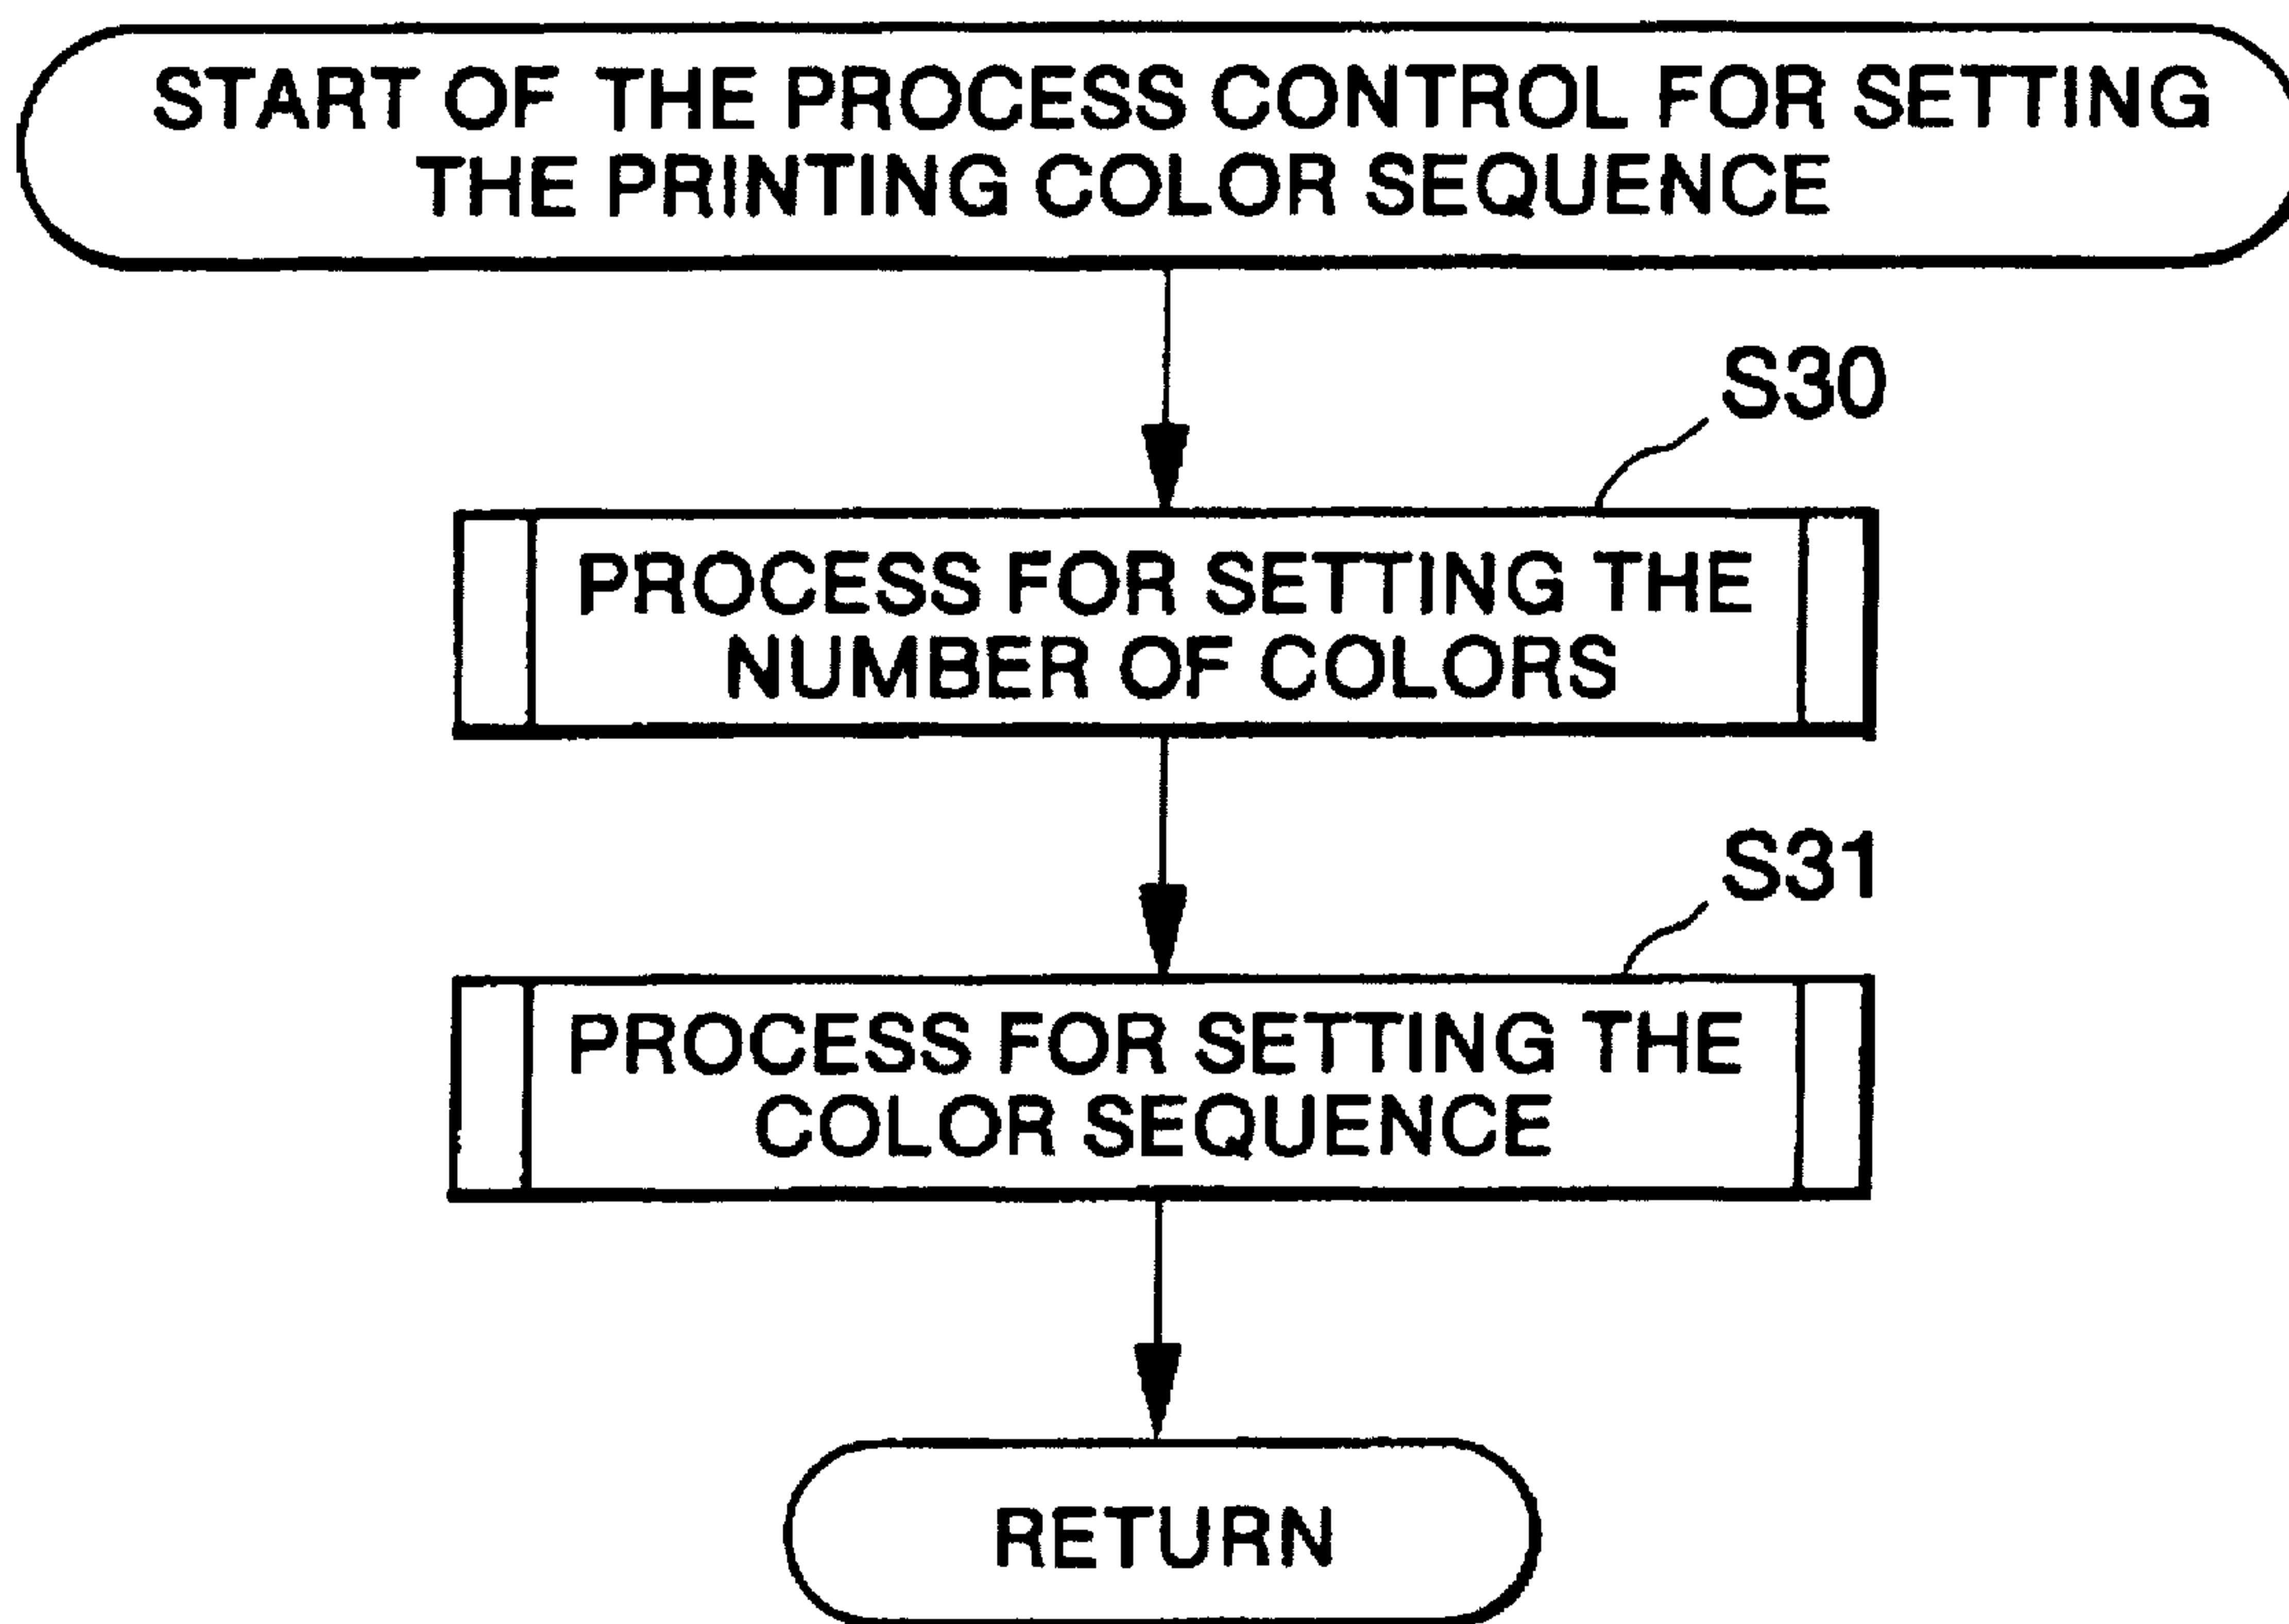 START OF THE PROCESS CONTROL FOR SETTING
THE PRINTING COLOR SEQUENCE
S30
PROCESS FOR SETTING THE
NUMBER OF COLORS
S31
PROCESS FOR SETTING THE
COLOR SEQUENCE
RETURN